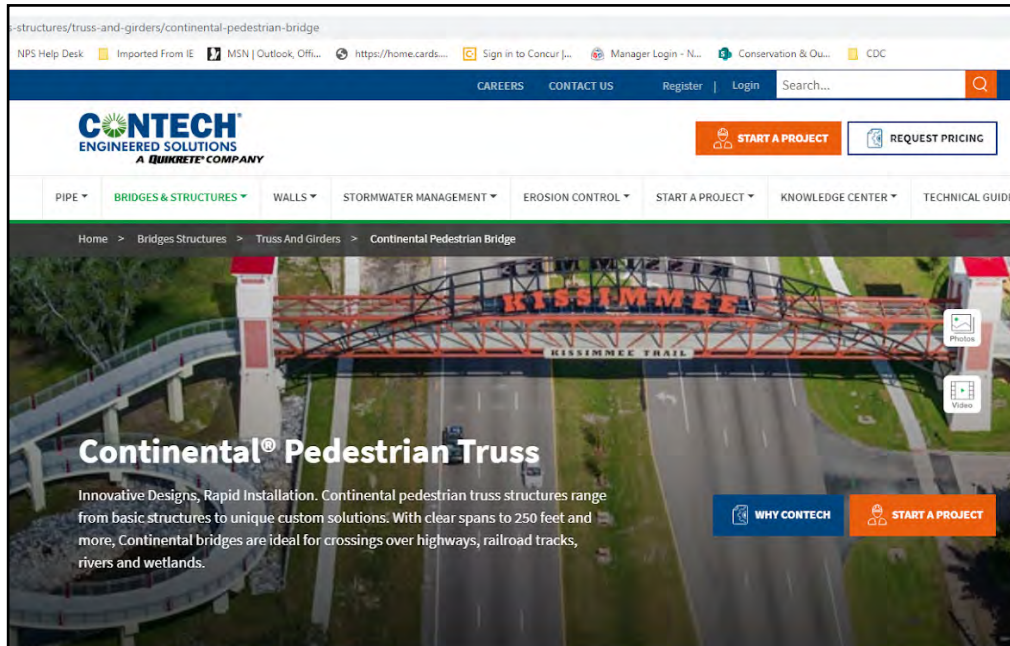 s-structures/truss-and-girders/continental-pedestrian-bridge
NPS Help Desk Imported From IE MSN | Outlook, Offi... https://home.cards.... Sign in to Concur |... Manager Login - N... Conservation & Ou... CDC
CAREERS CONTACT US Register | Login Search...
CONTECH®
ENGINEERED SOLUTIONS
A QUIKRETE® COMPANY
START A PROJECT REQUEST PRICING
PIPE BRIDGES & STRUCTURES WALLS STORMWATER MANAGEMENT EROSION CONTROL START A PROJECT KNOWLEDGE CENTER TECHNICAL GUID
Home > Bridges Structures > Truss And Girders > Continental Pedestrian Bridge
KISSIMMEE
KISSIMMEE TRAIL
Photos
Video
Continental® Pedestrian Truss
Innovative Designs, Rapid Installation. Continental pedestrian truss structures range
from basic structures to unique custom solutions. With clear spans to 250 feet and
more, Continental bridges are ideal for crossings over highways, railroad tracks,
rivers and wetlands.
WHY CONTECH START A PROJECT